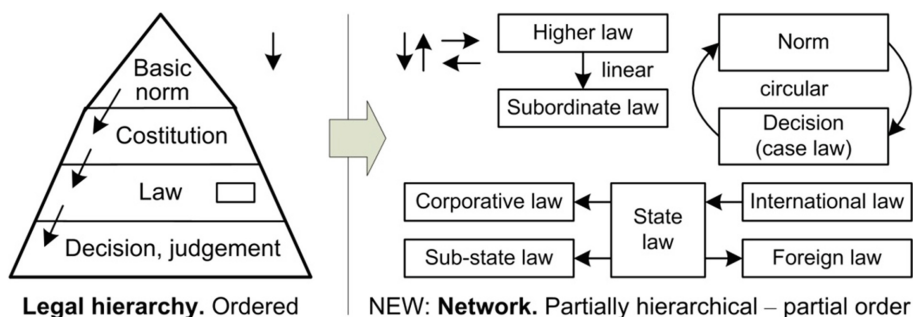 Basic
norm
Costitution
Law
Decision, judgement
Legal hierarchy. Ordered
Higher law
linear
Subordinate law
Norm
circular
Decision
(case law)
Corporative law
Sub-state law
State
law
International law
Foreign law
NEW: Network. Partially hierarchical – partial order